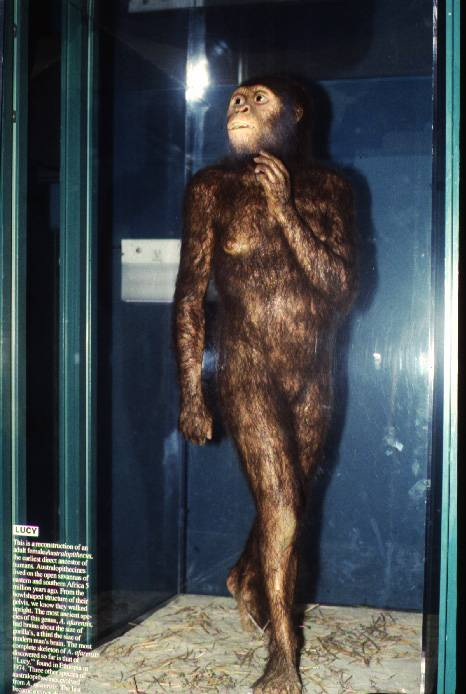 LUCY
This is a reconstruction of an
adult female Australopithecus,
the earliest direct ancestor of
humans. Australopithecines
lived on the open savannas of
eastern and southern Africa 5
million years ago. From the
bowlshaped structure of their
pelvis, we know they walked
upright. The most ancient spe-
cies of this genus, A. afarensis,
had brains about the size of
gorilla's, a third the size of
modern man's brain. The most
complete skeleton of A. afarensis
discovered so far is that of
"Lucy," found in Ethiopia in
1974. Three other species of
australopithecines evolved
from A. afarensis. The last